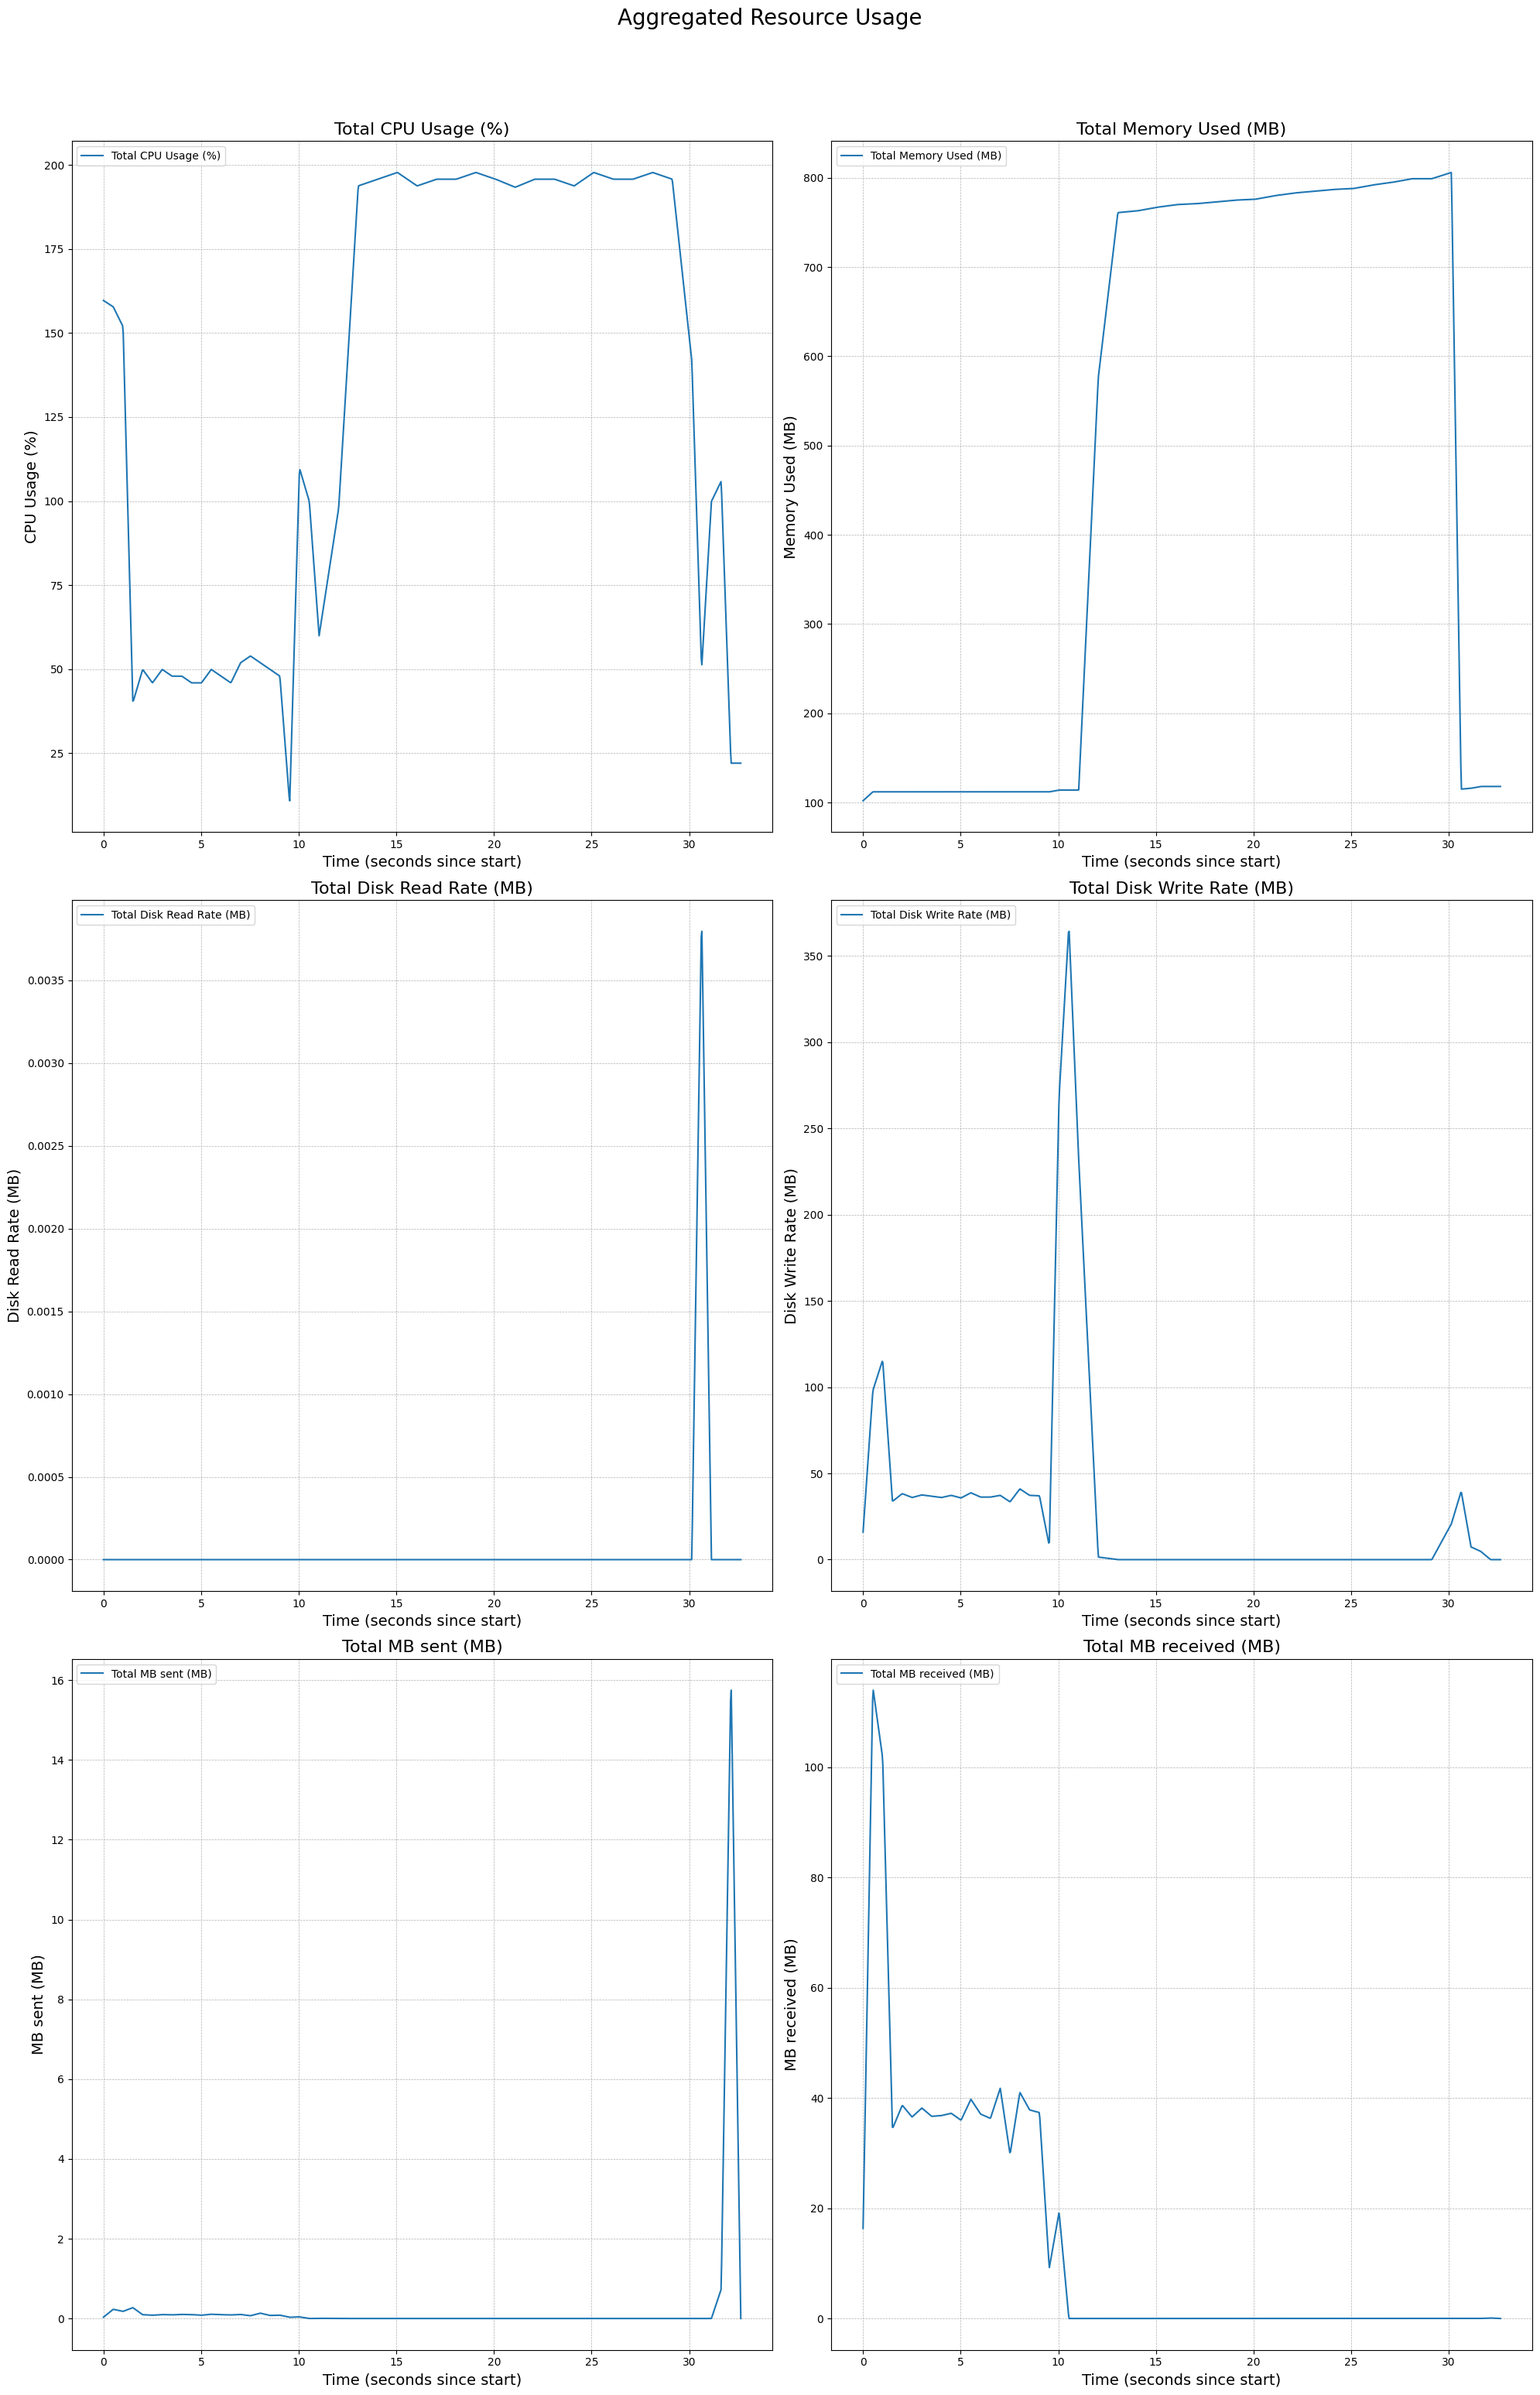 Aggregated Resource Usage
Total CPU Usage (%)
Total CPU Usage (%)
CPU Usage (%)
200
175
150
125
100
75
50
25
0 5 10 15 20 25 30
Time (seconds since start)
Total Memory Used (MB)
Total Memory Used (MB)
Memory Used (MB)
800
700
600
500
400
300
200
100
0 5 10 15 20 25 30
Time (seconds since start)
Total Disk Read Rate (MB)
Total Disk Read Rate (MB)
Disk Read Rate (MB)
0.0035
0.0030
0.0025
0.0020
0.0015
0.0010
0.0005
0.0000
0 5 10 15 20 25 30
Time (seconds since start)
Total Disk Write Rate (MB)
Total Disk Write Rate (MB)
Disk Write Rate (MB)
350
300
250
200
150
100
50
0
0 5 10 15 20 25 30
Time (seconds since start)
Total MB sent (MB)
Total MB sent (MB)
MB sent (MB)
16
14
12
10
8
6
4
2
0
0 5 10 15 20 25 30
Time (seconds since start)
Total MB received (MB)
Total MB received (MB)
MB received (MB)
100
80
60
40
20
0
0 5 10 15 20 25 30
Time (seconds since start)